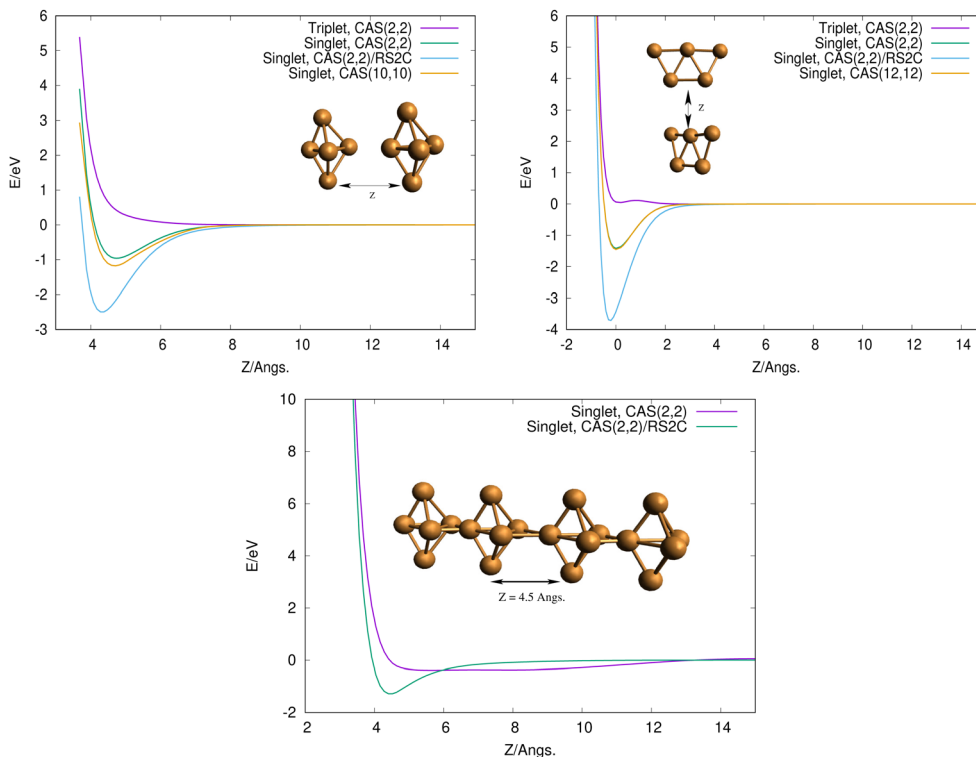 Triplet, CAS(2,2)
Singlet, CAS(2,2)
Singlet, CAS(2,2)/RS2C
Singlet, CAS(10,10)
6
5
4
3
2
1
0
-1
-2
-3
E/eV
Z
4 6 8 10 12 14
Z/Angs.
Triplet, CAS(2,2)
Singlet, CAS(2,2)
Singlet, CAS(2,2)/RS2C
Singlet, CAS(12,12)
6
5
4
3
2
1
0
-1
-2
-3
-4
E/eV
Z
-2 0 2 4 6 8 10 12 14
Z/Angs.
Singlet, CAS(2,2)
Singlet, CAS(2,2)/RS2C
10
8
6
4
2
0
-2
E/eV
Z = 4.5 Angs.
2 4 6 8 10 12 14
Z/Angs.